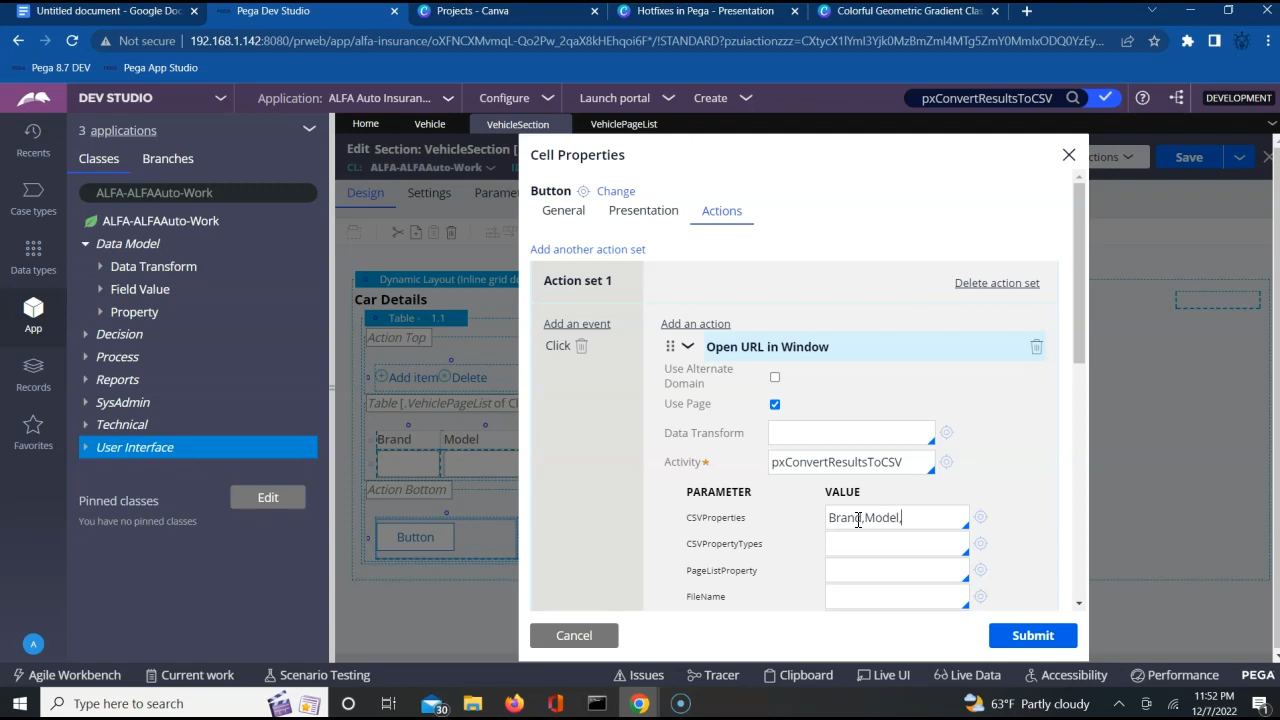 Untitled document - Google Doc
Pega Dev Studio
Projects - Canva
Hotfixes in Pega - Presentation
Colorful Geometric Gradient Clas
Not secure 192.168.1.142:8080/prweb/app/alfa-insurance/
Pega 8.7 DEV
Pega App Studio
DEV STUDIO
Application: ALFA Auto Insuran...
Configure
Launch portal
Create
pxConvertResultsToCSV
DEVELOPMENT
3 applications
Home
Vehicle
VehicleSection
VehiclePageList
Recents
Classes
Branches
Edit Section: VehicleSection [
CL: ALFA-ALFAAuto-Work
ctions
Save
ALFA-ALFAAuto-Work
Design
Settings
Paramet
Case types
ALFA-ALFAAuto-Work
Data Model
Data Transform
Field Value
Property
Decision
Process
Reports
SysAdmin
Technical
User Interface
Data types
App
Records
Favorites
Pinned classes
Edit
You have no pinned classes
Dynamic Layout (Inline grid do
Car Details
Table - 1.1
Action Top
Add item
Delete
Table [.VehiclePageList of Cl
Brand
Model
Action Bottom
Button
Cell Properties
Button
Change
General
Presentation
Actions
Add another action set
Action set 1
Delete action set
Add an event
Click
Add an action
Open URL in Window
Use Alternate
Domain
Use Page
Data Transform
Activity★
pxConvertResultsToCSV
PARAMETER
VALUE
CSVProperties
Brand,Model,
CSVPropertyTypes
PageListProperty
FileName
Cancel
Submit
A
Agile Workbench
Current work
Scenario Testing
Issues
Tracer
Clipboard
Live UI
Live Data
Accessibility
Performance
PEGA
Type here to search
30
63°F Partly cloudy
11:52 PM
12/7/2022
1